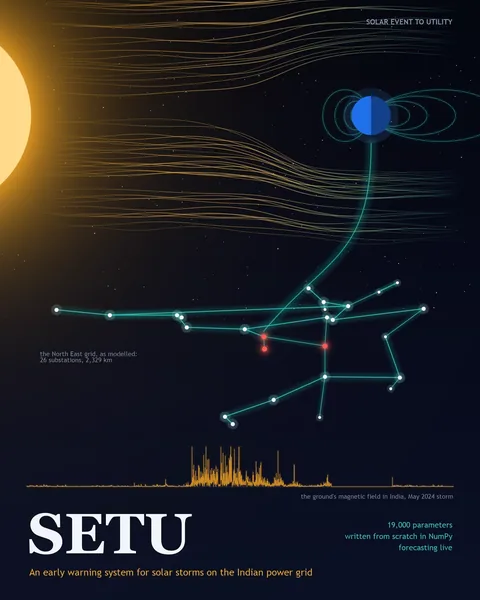 SOLAR EVENT TO UTILITY
the North East grid, as modelled:
26 substations, 2,329 km
the ground's magnetic field in India, May 2024 storm
SETU
19,000 parameters
written from scratch in NumPy
forecasting live
An early warning system for solar storms on the Indian power grid